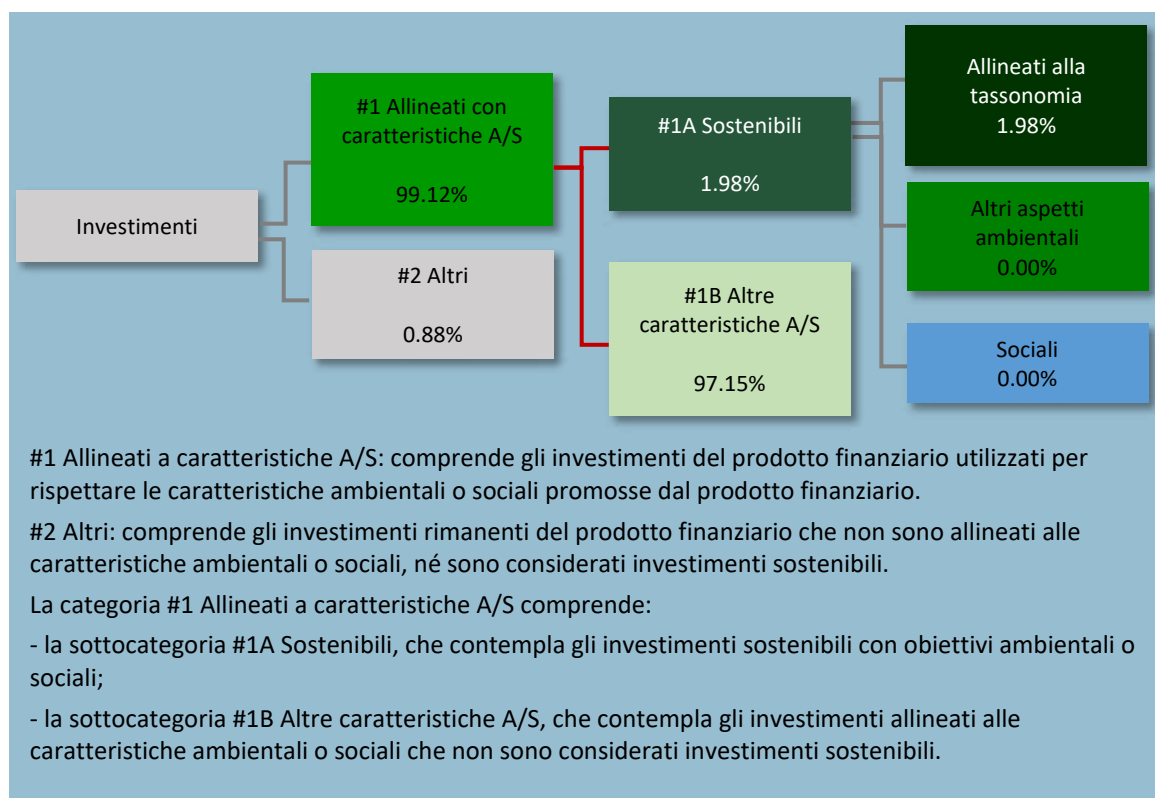 Investimenti
#1 Allineati con
caratteristiche A/S
99.12%
#2 Altri
0.88%
#1A Sostenibili
1.98%
#1B Altre
caratteristiche A/S
97.15%
Allineati alla
tassonomia
1.98%
Altri aspetti
ambientali
0.00%
Sociali
0.00%
#1 Allineati a caratteristiche A/S: comprende gli investimenti del prodotto finanziario utilizzati per
rispettare le caratteristiche ambientali o sociali promosse dal prodotto finanziario.
#2 Altri: comprende gli investimenti rimanenti del prodotto finanziario che non sono allineati alle
caratteristiche ambientali o sociali, né sono considerati investimenti sostenibili.
La categoria #1 Allineati a caratteristiche A/S comprende:
- la sottocategoria #1A Sostenibili, che contempla gli investimenti sostenibili con obiettivi ambientali o
sociali;
- la sottocategoria #1B Altre caratteristiche A/S, che contempla gli investimenti allineati alle
caratteristiche ambientali o sociali che non sono considerati investimenti sostenibili.